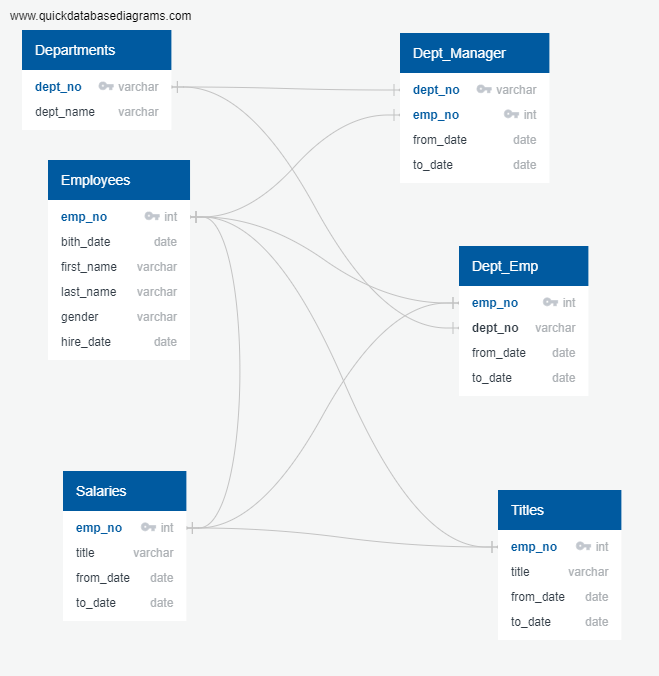 www.quickdatabasediagrams.com
Departments
dept_no varchar
dept_name varchar
Dept_Manager
dept_no varchar
emp_no int
from_date date
to_date date
Employees
emp_no int
bith_date date
first_name varchar
last_name varchar
gender varchar
hire_date date
Dept_Emp
emp_no int
dept_no varchar
from_date date
to_date date
Salaries
emp_no int
title varchar
from_date date
to_date date
Titles
emp_no int
title varchar
from_date date
to_date date